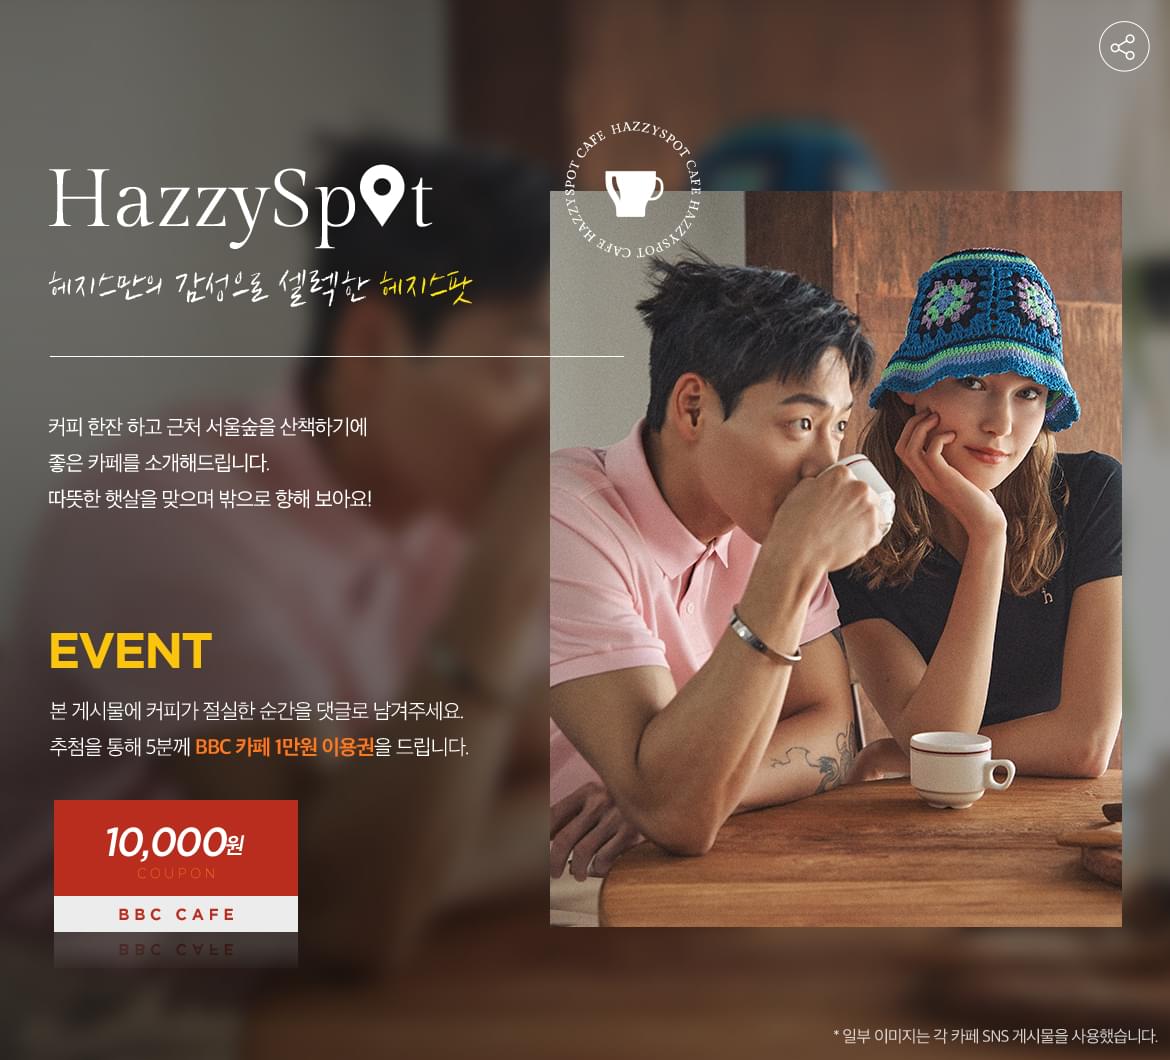 HazzySpot
헤지스만의 감성으로 셀렉한 헤지스팟
CAFE HAZZYSPOT CAFE HAZZYSPOT CAFE HAZZYSPOT
커피 한잔 하고 근처 서울숲을 산책하기에
좋은 카페를 소개해드립니다.
따뜻한 햇살을 맞으며 밖으로 향해 보아요!
EVENT
본 게시물에 커피가 절실한 순간을 댓글로 남겨주세요.
추첨을 통해 5분께 BBC 카페 1만원 이용권을 드립니다.
10,000원
COUPON
BBC CAFE
h
* 일부 이미지는 각 카페 SNS 게시물을 사용했습니다.